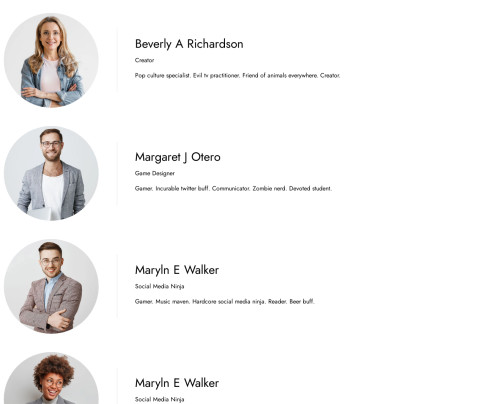 Beverly A Richardson
Creator
Pop culture specialist. Evil tv practitioner. Friend of animals everywhere. Creator.
Margaret J Otero
Game Designer
Gamer. Incurable twitter buff. Communicator. Zombie nerd. Devoted student.
Maryln E Walker
Social Media Ninja
Gamer. Music maven. Hardcore social media ninja. Reader. Beer buff.
Maryln E Walker
Social Media Ninja